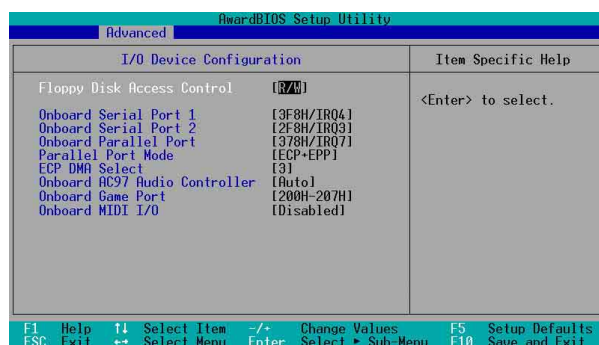 AwardBIOS Setup Utility
Advanced
I/O Device Configuration
Item Specific Help
Floppy Disk Access Control [R/W]
<Enter> to select.
Onboard Serial Port 1 [3F8H/IRQ4]
Onboard Serial Port 2 [2F8H/IRQ3]
Onboard Parallel Port [378H/IRQ7]
Parallel Port Mode [ECP+EPP]
ECP DMA Select [3]
Onboard AC97 Audio Controller [Auto]
Onboard Game Port [200H-207H]
Onboard MIDI I/O [Disabled]
F1 Help ↑↓ Select Item -/+ Change Values F5 Setup Defaults
ESC Exit ←→ Select Menu Enter Select ► Sub-Menu F10 Save and Exit